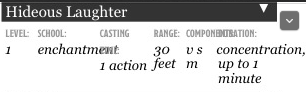 Hideous Laughter
LEVEL: SCHOOL: CASTING TIME: RANGE: COMPONENTS: DURATION:
1 enchantment 1 action 30 feet v s m concentration, up to 1 minute